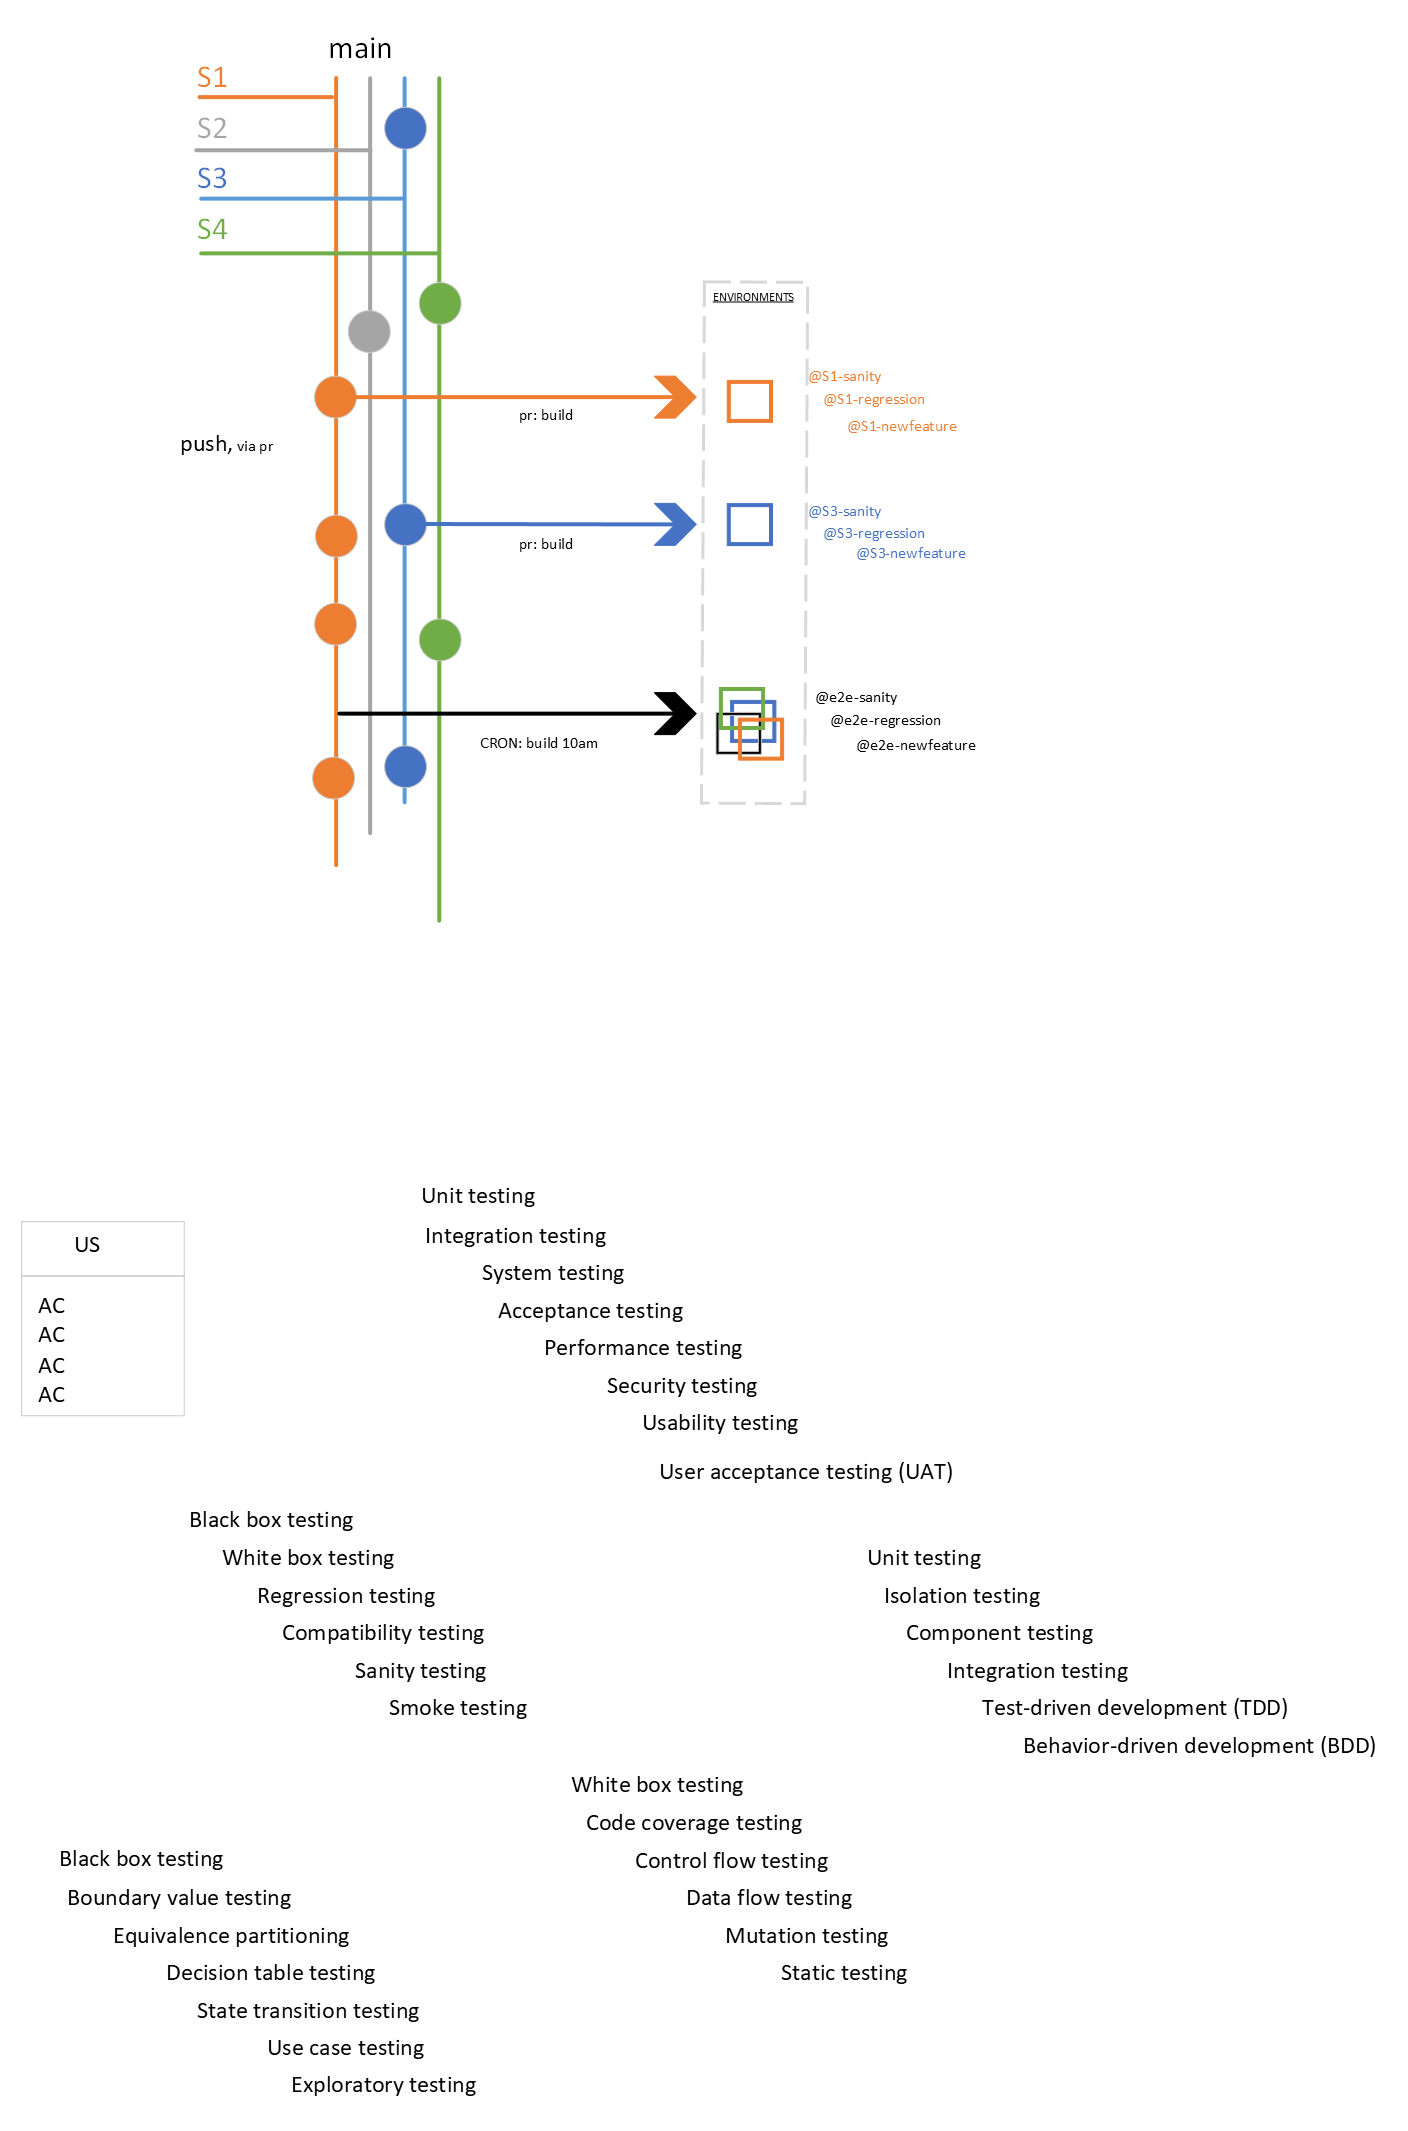 main
S1
S2
S3
S4
ENVIRONMENTS
@S1-sanity
@S1-regression
pr: build
@S1-newfeature
push, via pr
@S3-sanity
@S3-regression
pr: build
@S3-newfeature
@e2e-sanity
@e2e-regression
CRON: build 10am
@e2e-newfeature
US
AC
AC
AC
AC
Unit testing
Integration testing
System testing
Acceptance testing
Performance testing
Security testing
Usability testing
User acceptance testing (UAT)
Black box testing
White box testing
Regression testing
Compatibility testing
Sanity testing
Smoke testing
Unit testing
Isolation testing
Component testing
Integration testing
Test-driven development (TDD)
Behavior-driven development (BDD)
White box testing
Code coverage testing
Control flow testing
Data flow testing
Mutation testing
Static testing
Black box testing
Boundary value testing
Equivalence partitioning
Decision table testing
State transition testing
Use case testing
Exploratory testing